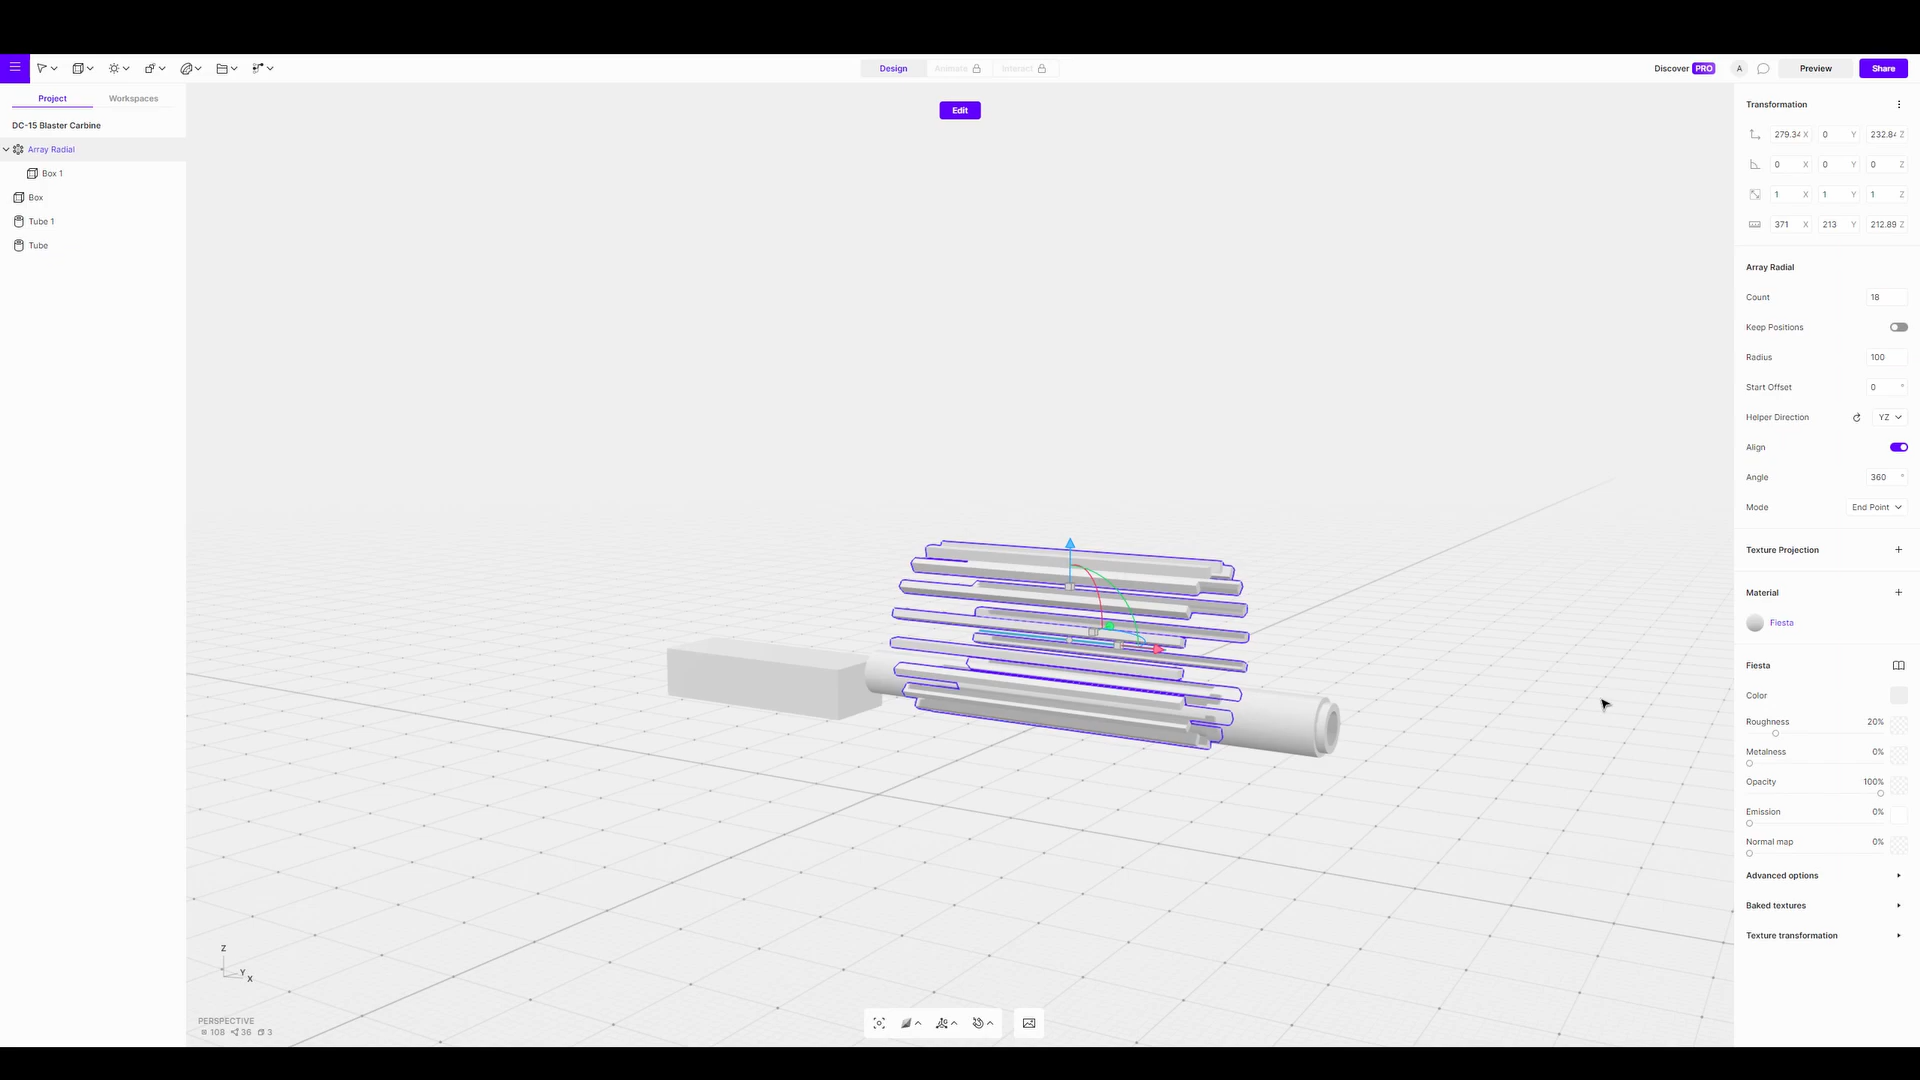 Design
Animate
Interact
Discover PRO
A
Preview
Share
Project
Workspaces
DC-15 Blaster Carbine
Array Radial
Box 1
Box
Tube 1
Tube
Edit
Transformation
279.34 X 0 Y 232.84 Z
0 X 0 Y 0 Z
1 X 1 Y 1 Z
371 X 213 Y 212.89 Z
Array Radial
Count 18
Keep Positions
Radius 100
Start Offset 0 °
Helper Direction YZ
Align
Angle 360 °
Mode End Point
Texture Projection
Material
Fiesta
Fiesta
Color
Roughness 20%
Metalness 0%
Opacity 100%
Emission 0%
Normal map 0%
Advanced options
Baked textures
Texture transformation
Z
Y
X
PERSPECTIVE
108 36 3